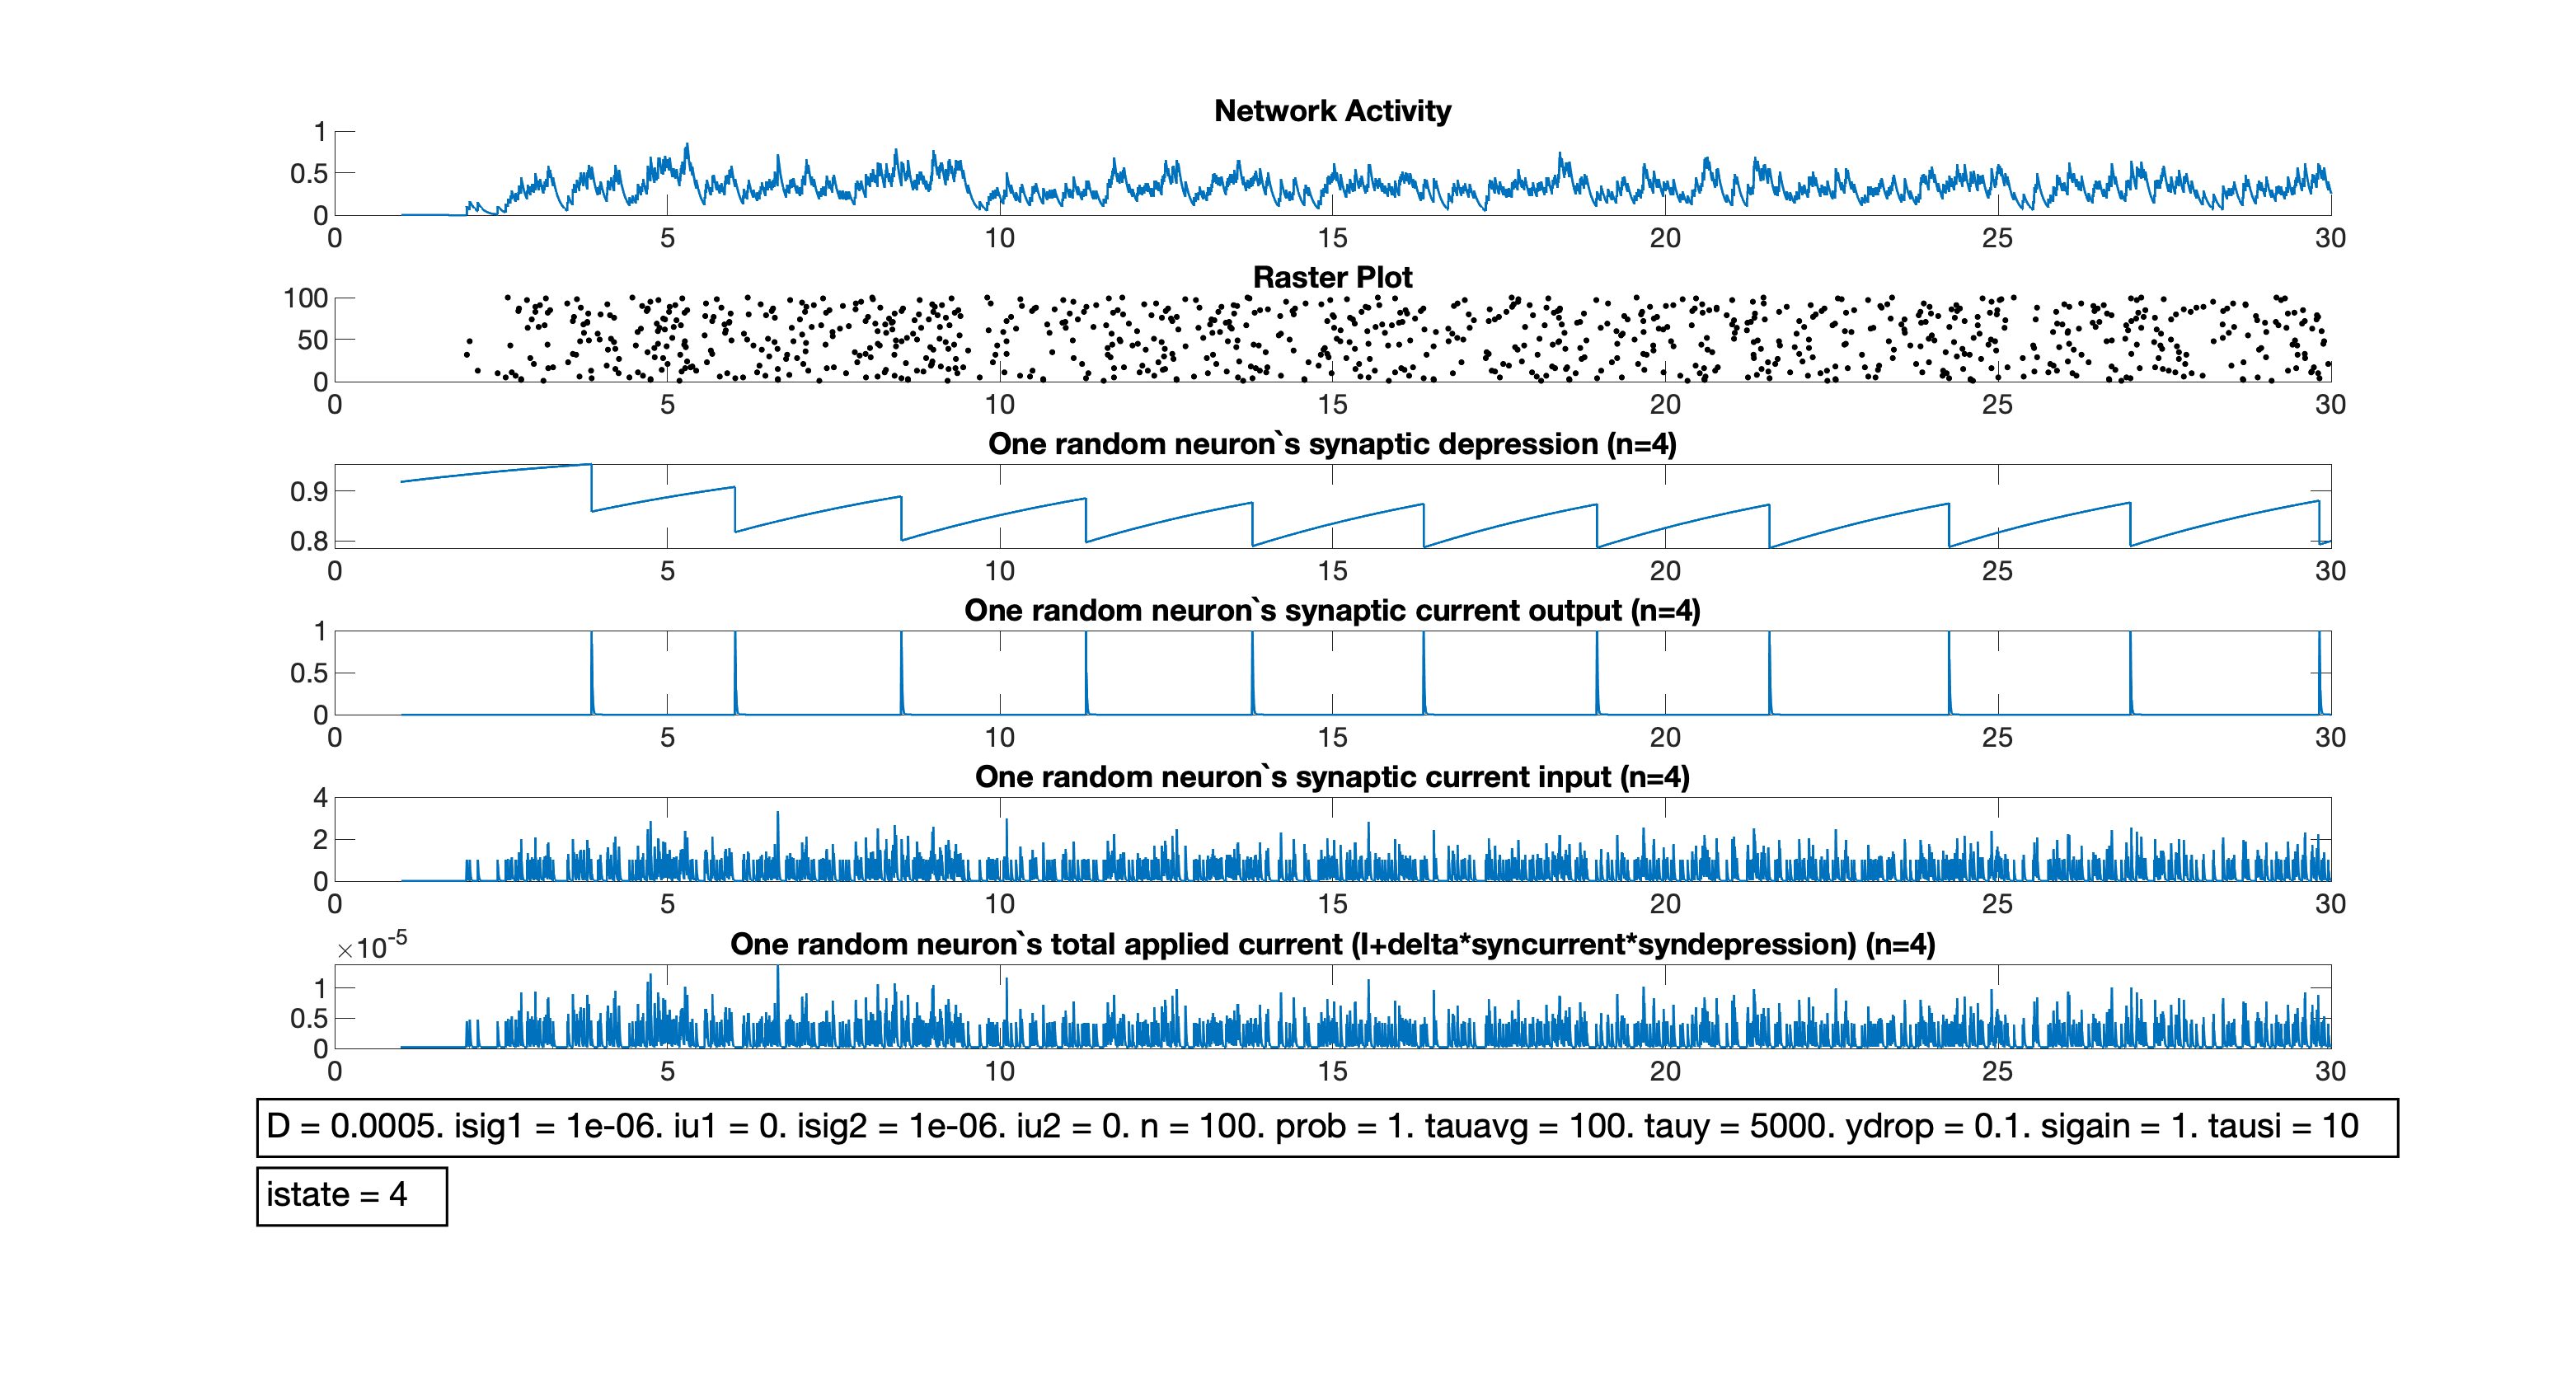 Network Activity
1
0.5
0
0 5 10 15 20 25 30
Raster Plot
100
50
0
0 5 10 15 20 25 30
One random neuron`s synaptic depression (n=4)
0.9
0.8
0 5 10 15 20 25 30
One random neuron`s synaptic current output (n=4)
1
0.5
0
0 5 10 15 20 25 30
One random neuron`s synaptic current input (n=4)
4
2
0
0 5 10 15 20 25 30
×10-5 One random neuron`s total applied current (I+delta*syncurrent*syndepression) (n=4)
1
0.5
0
0 5 10 15 20 25 30
D = 0.0005. isig1 = 1e-06. iu1 = 0. isig2 = 1e-06. iu2 = 0. n = 100. prob = 1. tauavg = 100. tauy = 5000. ydrop = 0.1. sigain = 1. tausi = 10
istate = 4